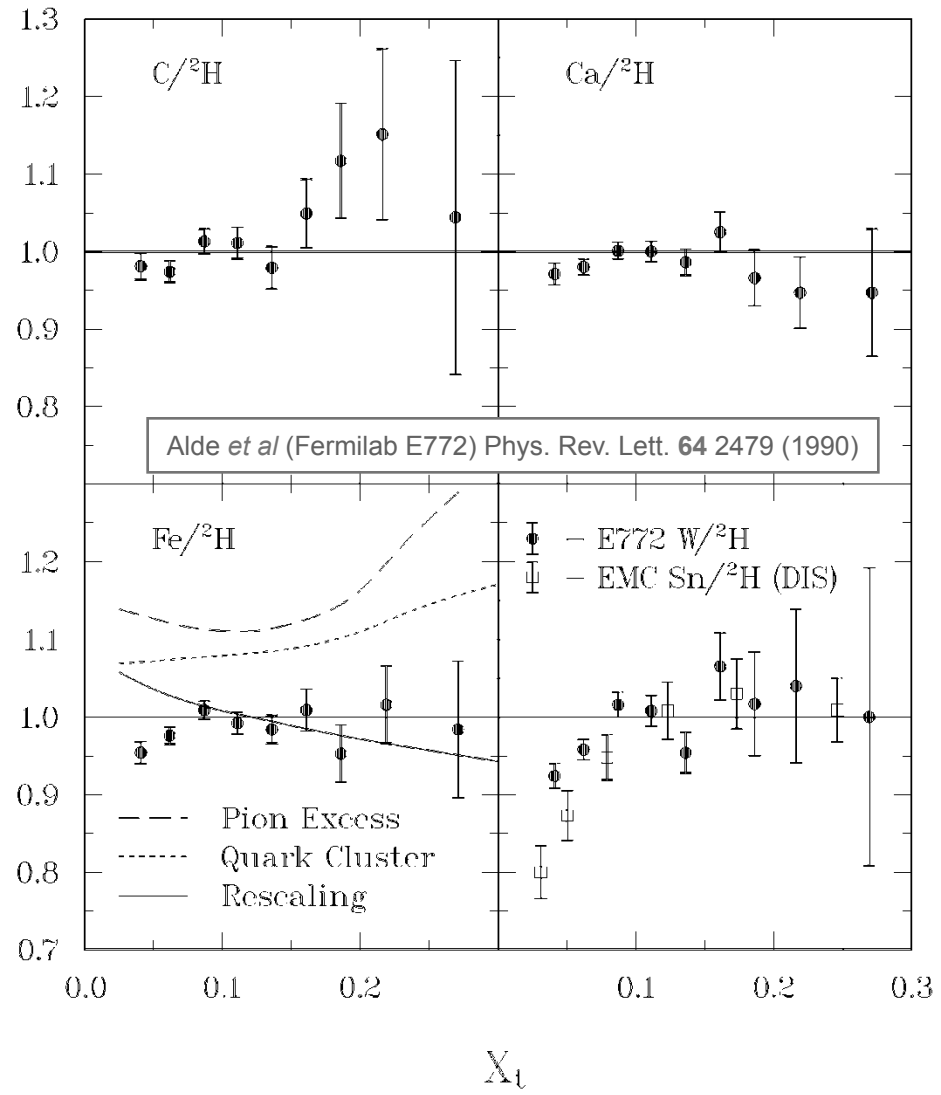 1.3
C/²H
Ca/²H
1.2
1.1
1.0
0.9
0.8
Alde et al (Fermilab E772) Phys. Rev. Lett. 64 2479 (1990)
Fe/²H
– E772 W/²H
– EMC Sn/²H (DIS)
1.2
1.1
1.0
0.9
0.8
0.7
Pion Excess
Quark Cluster
Rescaling
0.0 0.1 0.2 0.1 0.2 0.3
Xt